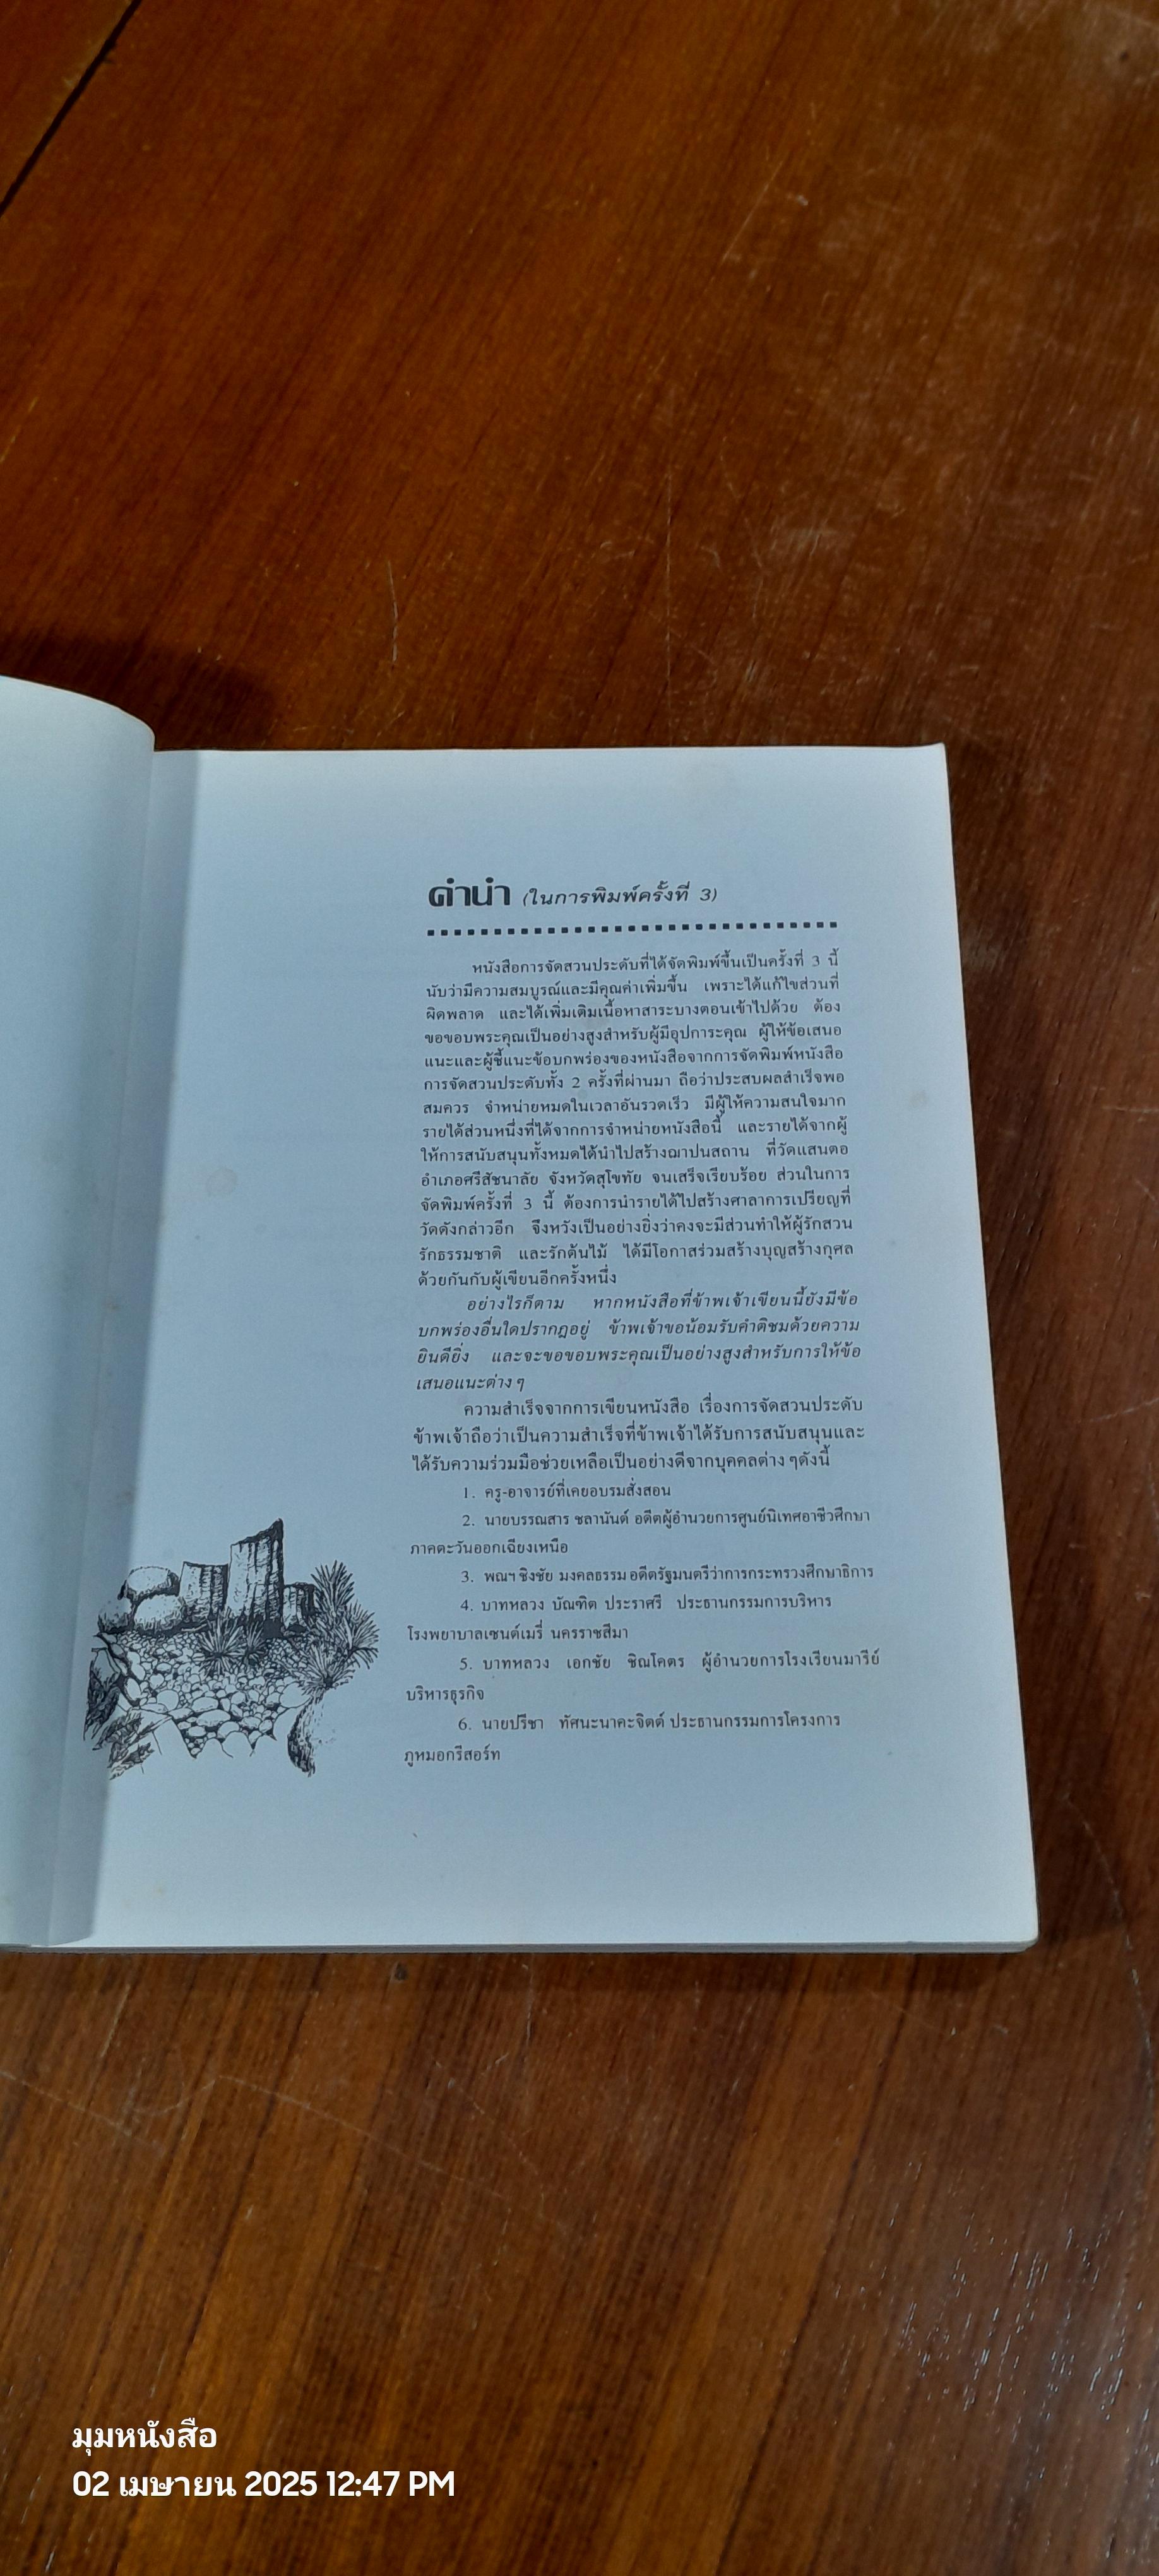 คำนำ (ในการพิมพ์ครั้งที่ 3)
หนังสือการจัดสวนประดับที่ได้จัดพิมพ์ขึ้นเป็นครั้งที่ 3 นี้
นับว่ามีความสมบูรณ์และมีคุณค่าเพิ่มขึ้น เพราะได้แก้ไขส่วนที่
ผิดพลาด และได้เพิ่มเติมเนื้อหาสาระบางตอนเข้าไปด้วย ต้อง
ขอขอบพระคุณเป็นอย่างสูงสำหรับผู้มีอุปการะคุณ ผู้ให้ข้อเสนอ
แนะและผู้ชี้แนะข้อบกพร่องของหนังสือจากการจัดพิมพ์หนังสือ
การจัดสวนประดับทั้ง 2 ครั้งที่ผ่านมา ถือว่าประสบผลสำเร็จพอ
สมควร จำหน่ายหมดในเวลาอันรวดเร็ว มีผู้ให้ความสนใจมาก
รายได้ส่วนหนึ่งที่ได้จากการจำหน่ายหนังสือนี้ และรายได้จากผู้
ให้การสนับสนุนทั้งหมดได้นำไปสร้างฌาปนสถาน ที่วัดแสนตอ
อำเภอศรีสัชนาลัย จังหวัดสุโขทัย จนเสร็จเรียบร้อย ส่วนในการ
จัดพิมพ์ครั้งที่ 3 นี้ ต้องการนำรายได้ไปสร้างศาลาการเปรียญที่
วัดดังกล่าวอีก จึงหวังเป็นอย่างยิ่งว่าคงจะมีส่วนทำให้ผู้รักสวน
รักธรรมชาติ และรักต้นไม้ ได้มีโอกาสร่วมสร้างบุญสร้างกุศล
ด้วยกันกับผู้เขียนอีกครั้งหนึ่ง
อย่างไรก็ตาม หากหนังสือที่ข้าพเจ้าเขียนนี้ยังมีข้อ
บกพร่องอื่นใดปรากฎอยู่ ข้าพเจ้าขอน้อมรับคำติชมด้วยความ
ยินดียิ่ง และจะขอขอบพระคุณเป็นอย่างสูงสำหรับการให้ข้อ
เสนอแนะต่าง ๆ
ความสำเร็จจากการเขียนหนังสือ เรื่องการจัดสวนประดับ
ข้าพเจ้าถือว่าเป็นความสำเร็จที่ข้าพเจ้าได้รับการสนับสนุนและ
ได้รับความร่วมมือช่วยเหลือเป็นอย่างดีจากบุคคลต่าง ๆดังนี้
1. ครู-อาจารย์ที่เคยอบรมสั่งสอน
2. นายบรรณสาร ชลานันต์ อดีตผู้อำนวยการศูนย์นิเทศอาชีวศึกษา
ภาคตะวันออกเฉียงเหนือ
3. พณฯ ชิงชัย มงคลธรรม อดีตรัฐมนตรีว่าการกระทรวงศึกษาธิการ
4. บาทหลวง บัณฑิต ประราศรี ประธานกรรมการบริหาร
โรงพยาบาลเซนต์เมรี่ นครราชสีมา
5. บาทหลวง เอกชัย ชิณโคตร ผู้อำนวยการโรงเรียนมารีย์
บริหารธุรกิจ
6. นายปรีชา ทัศนะนาคะจิตต์ ประธานกรรมการโครงการ
ภูหมอกรีสอร์ท
มุมหนังสือ
02 เมษายน 2025 12:47 PM